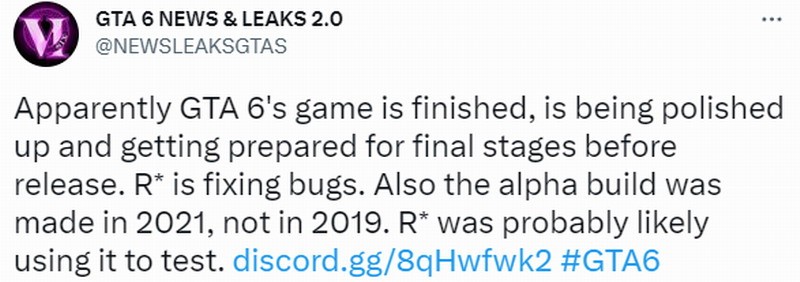 GTA 6 NEWS & LEAKS 2.0
@NEWSLEAKSGTAS
Apparently GTA 6's game is finished, is being polished
up and getting prepared for final stages before
release. R* is fixing bugs. Also the alpha build was
made in 2021, not in 2019. R* was probably likely
using it to test. discord.gg/8qHwfwk2 #GTA6